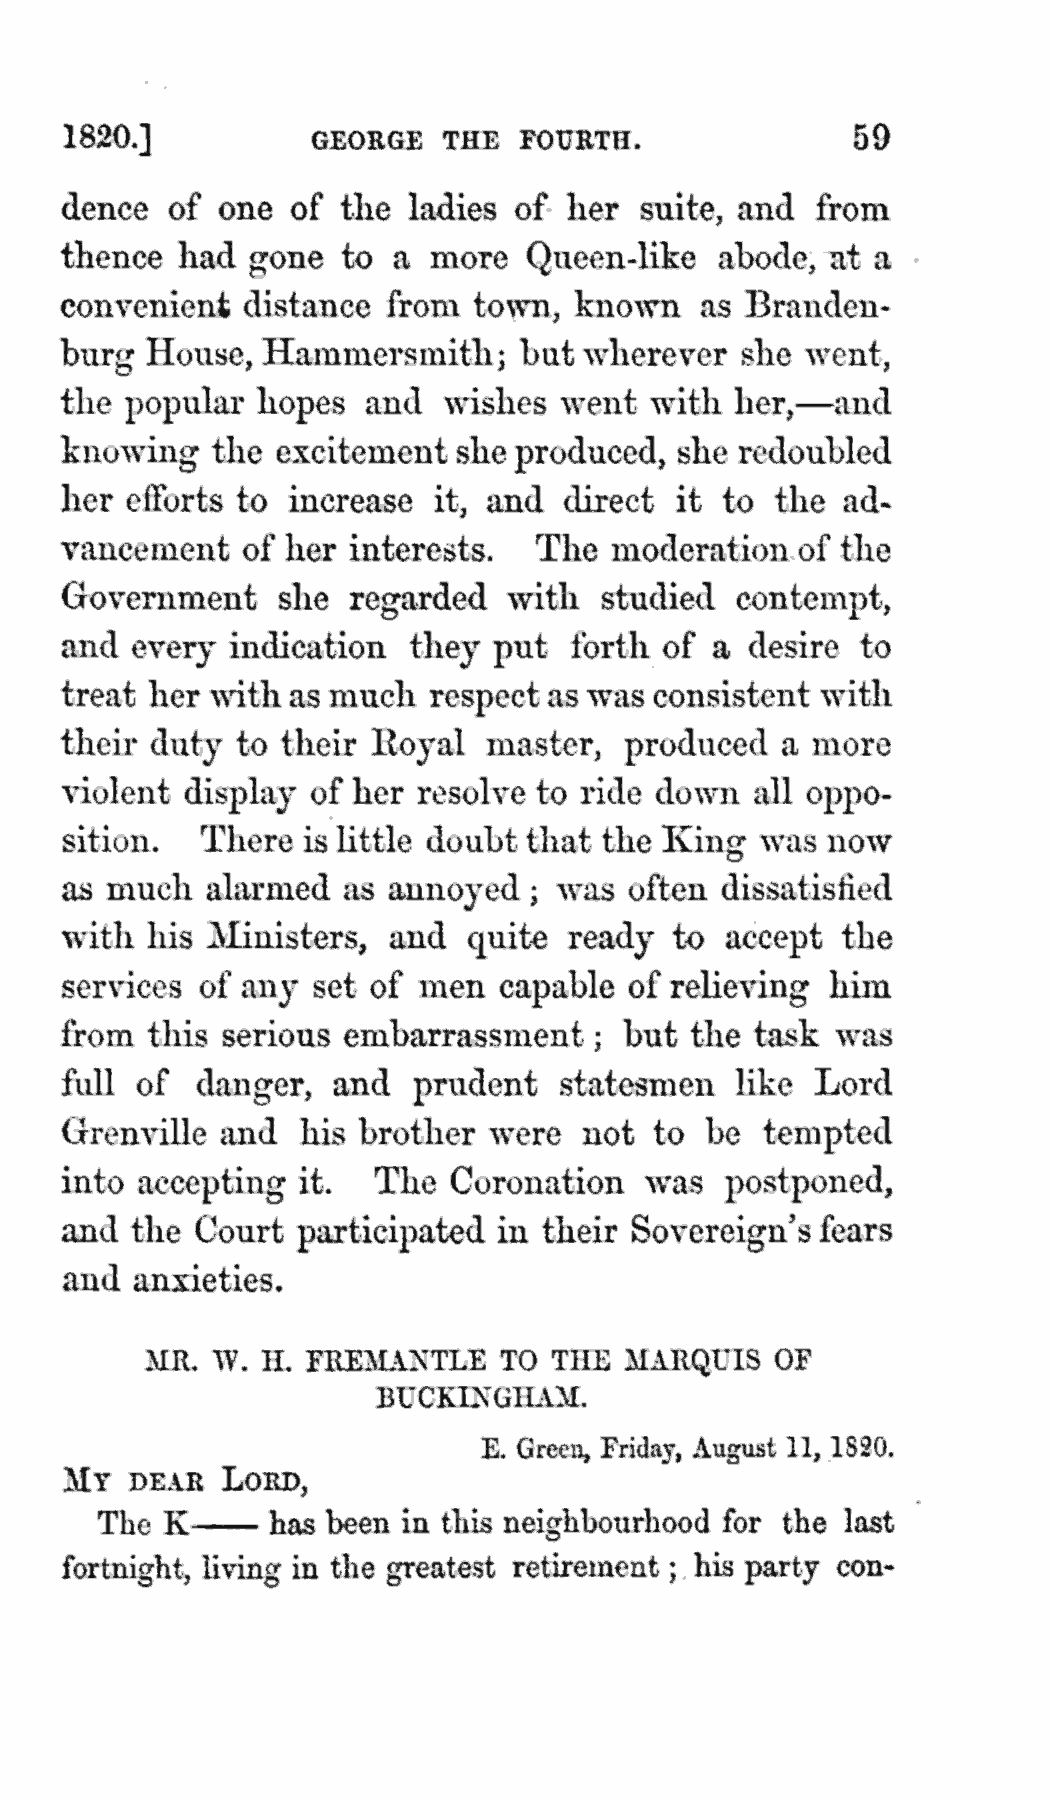 1820.] GEORGE THE FOURTH. 59
dence of one of the ladies of her suite, and from
thence had gone to a more Queen-like abode, at a
convenient distance from town, known as Branden-
burg House, Hammersmith; but wherever she went,
the popular hopes and wishes went with her,—and
knowing the excitement she produced, she redoubled
her efforts to increase it, and direct it to the ad-
vancement of her interests. The moderation of the
Government she regarded with studied contempt,
and every indication they put forth of a desire to
treat her with as much respect as was consistent with
their duty to their Royal master, produced a more
violent display of her resolve to ride down all oppo-
sition. There is little doubt that the King was now
as much alarmed as annoyed; was often dissatisfied
with his Ministers, and quite ready to accept the
services of any set of men capable of relieving him
from this serious embarrassment; but the task was
full of danger, and prudent statesmen like Lord
Grenville and his brother were not to be tempted
into accepting it. The Coronation was postponed,
and the Court participated in their Sovereign's fears
and anxieties.
MR. W. H. FREMANTLE TO THE MARQUIS OF
BUCKINGHAM.
E. Green, Friday, August 11, 1820.
MY DEAR LORD,
The K—— has been in this neighbourhood for the last
fortnight, living in the greatest retirement; his party con-